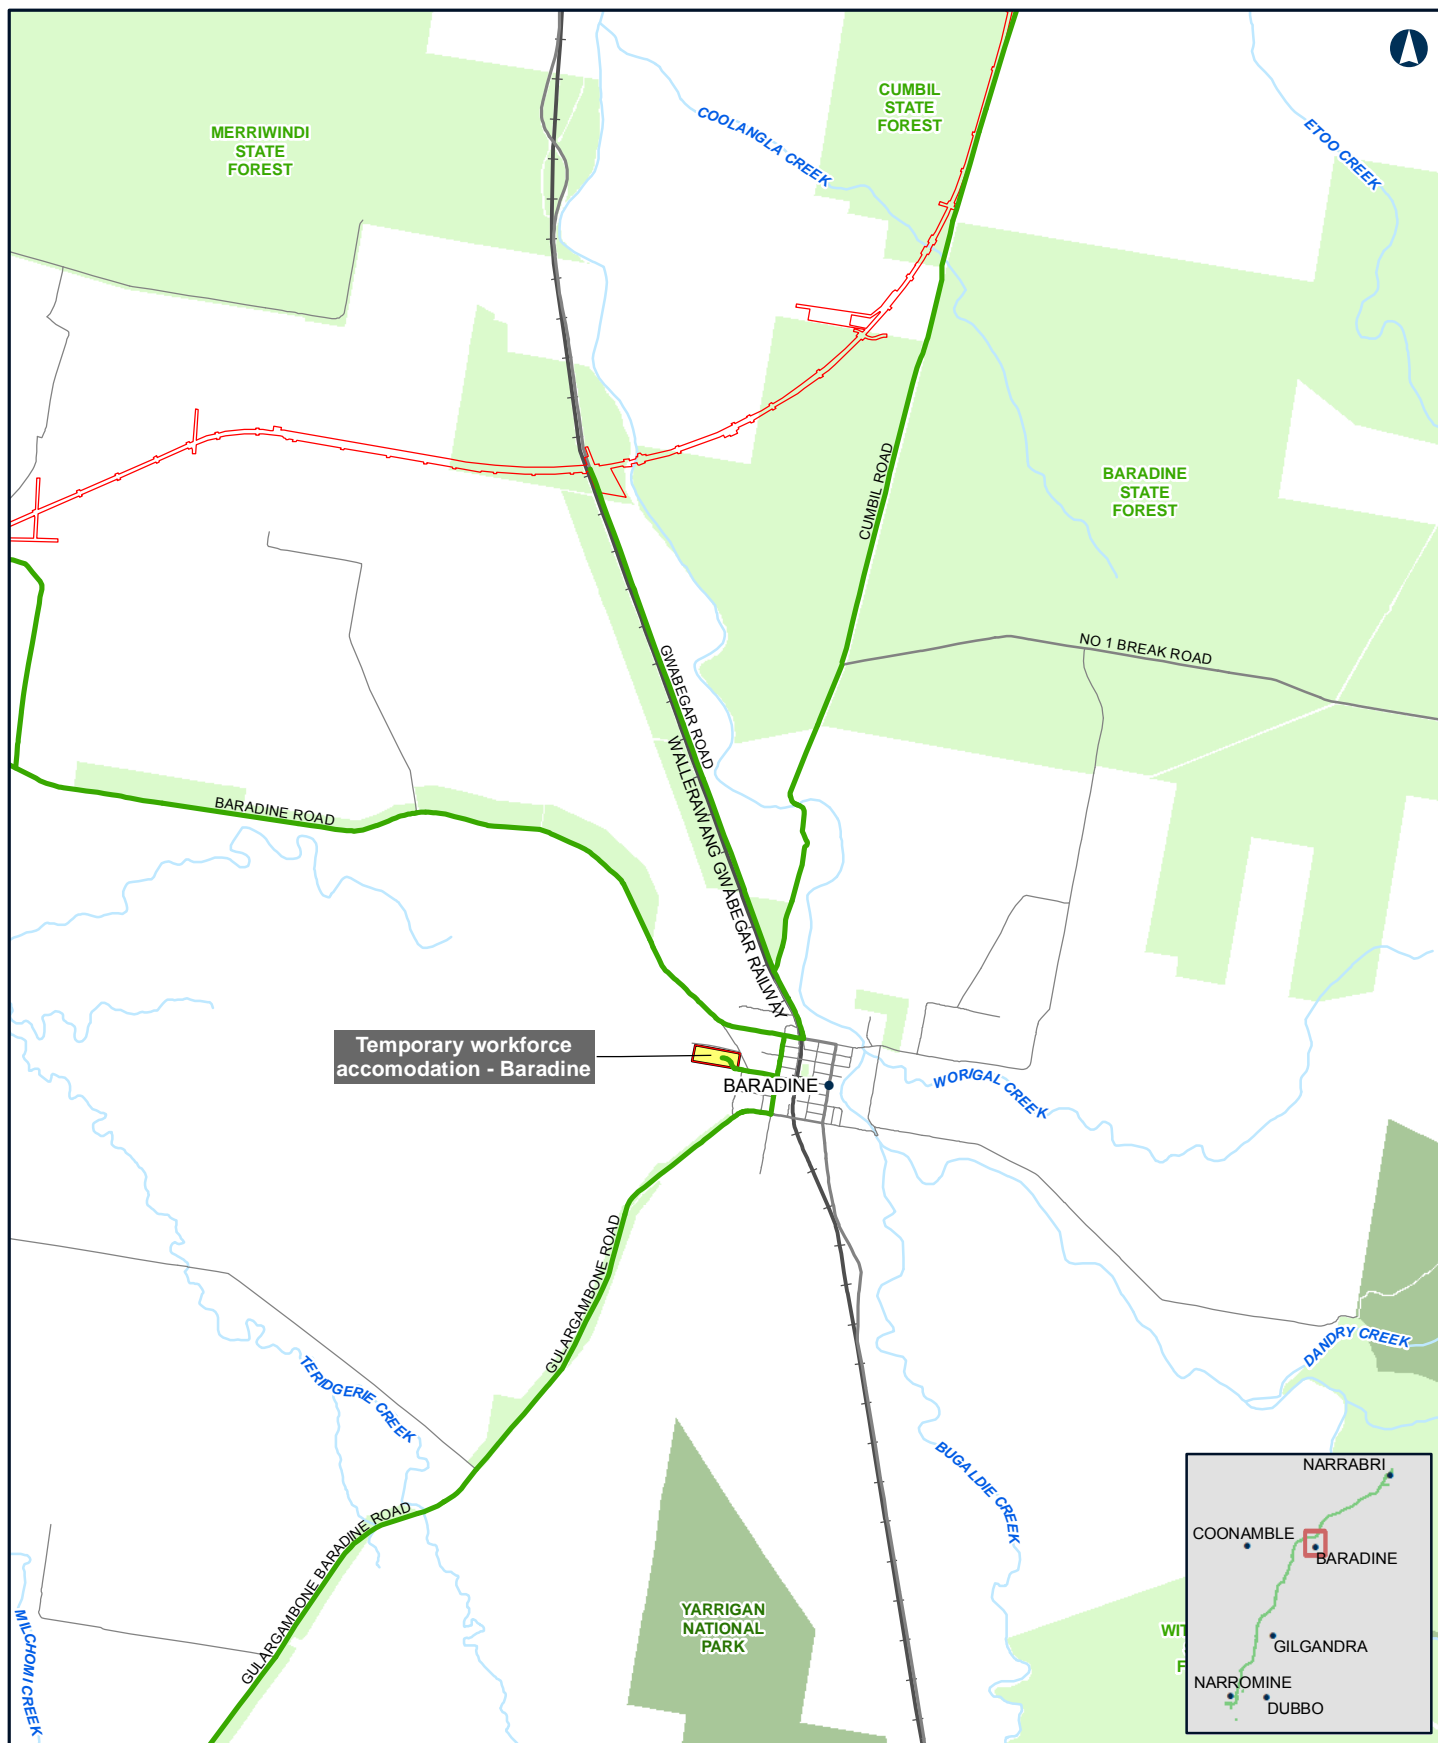 CUMBIL
STATE
FOREST
COOLANGLA CREEK
ETOO CREEK
MERRIWINDI
STATE
FOREST
CUMBIL ROAD
BARADINE
STATE
FOREST
NO 1 BREAK ROAD
GWABEGAR ROAD
WALLERAWANG GWABEGAR RAILWAY
BARADINE ROAD
Temporary workforce
accomodation - Baradine
BARADINE
WORIGAL CREEK
GULARGAMBONE ROAD
DANDRY CREEK
TERIDGERIE CREEK
BUGALDIE CREEK
GULARGAMBONE BARADINE ROAD
MILCHOMI CREEK
YARRIGAN
NATIONAL
PARK
WIT
F
NARRABRI
COONAMBLE
BARADINE
GILGANDRA
NARROMINE
DUBBO